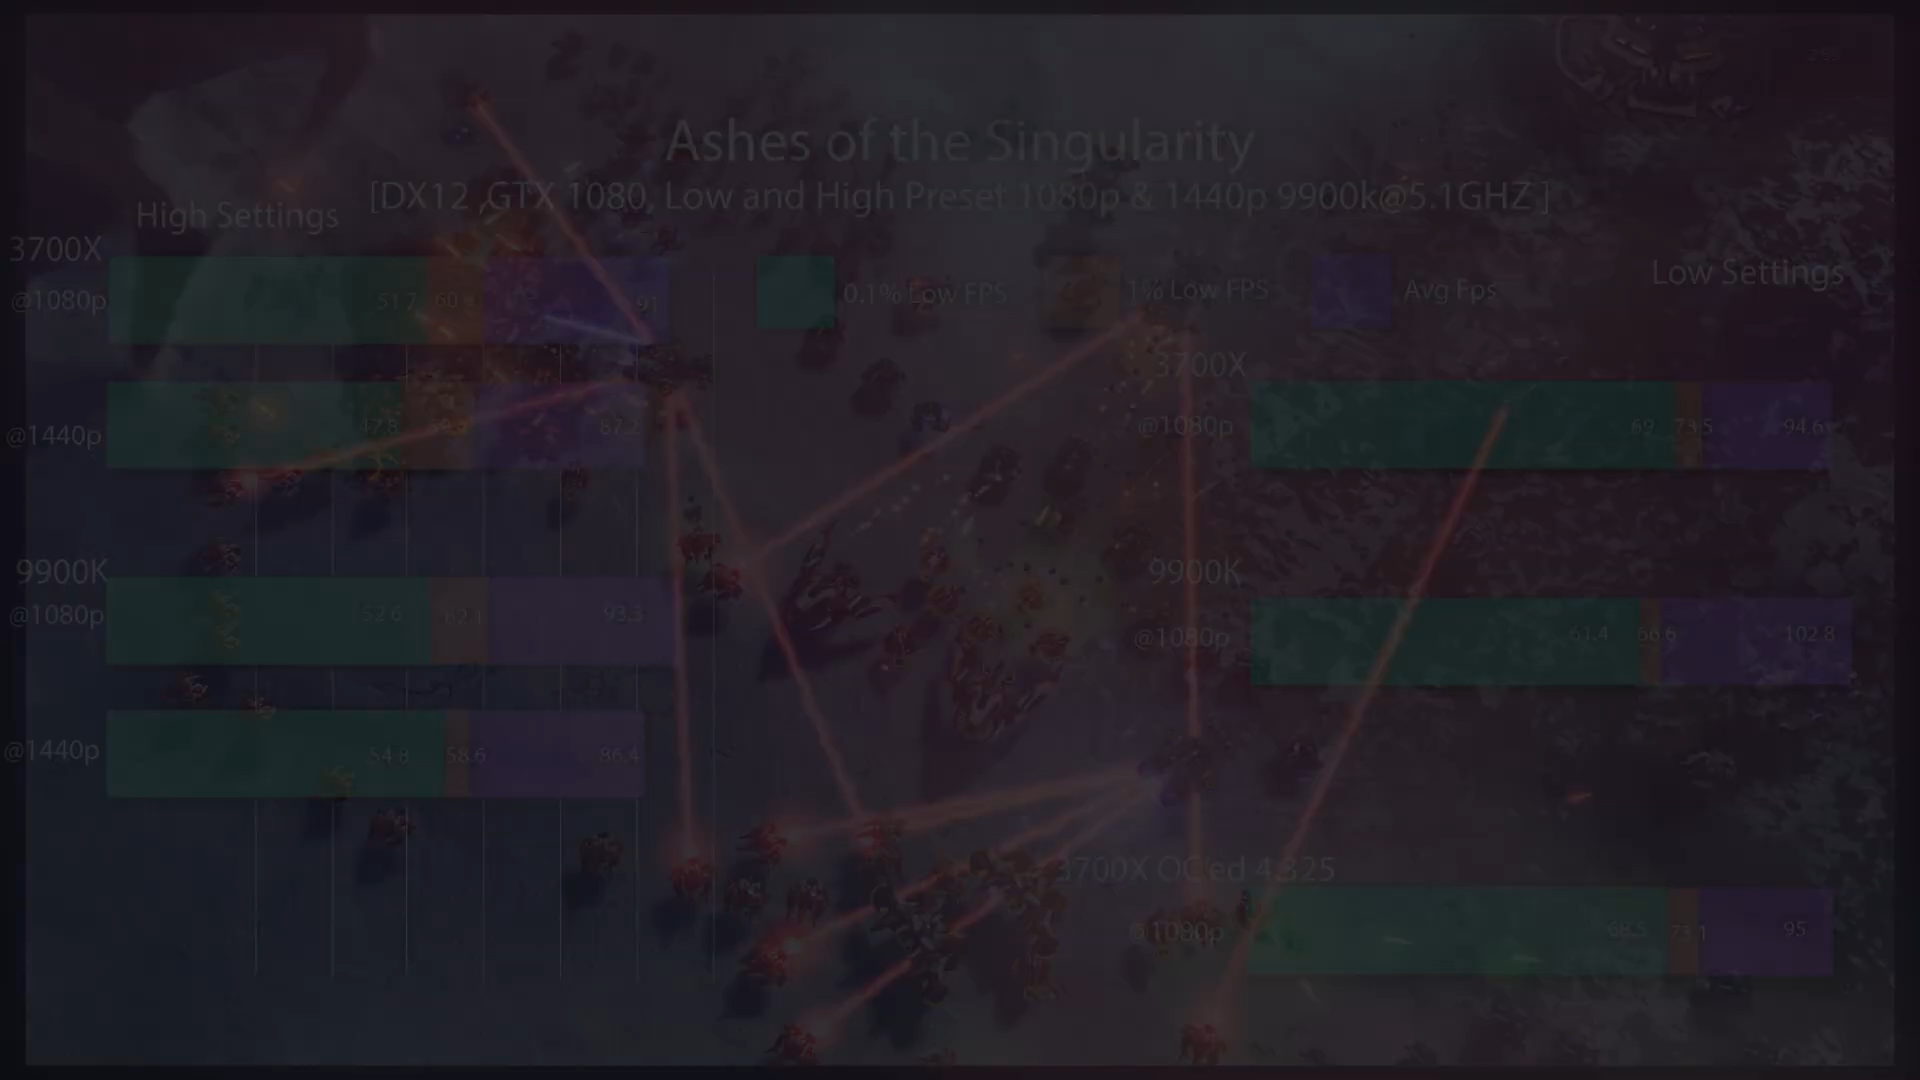 Ashes of the Singularity
[DX12 ,GTX 1080, Low and High Preset 1080p & 1440p 9900k@5.1GHZ ]
High Settings
3700X
@1080p 51.7 91
0.1% Low FPS
1% Low FPS
Avg Fps
Low Settings
@1440p 47.8 87.2
9900K
@1080p 52.6 62.1 93.3
@1440p 54.8 58.6 86.4
3700X
@1080p 69 73.5 94.6
9900K
@1080p 61.4 66.6 102.8
3700X OC'ed 4.325
@1080p 68.5 73.1 95